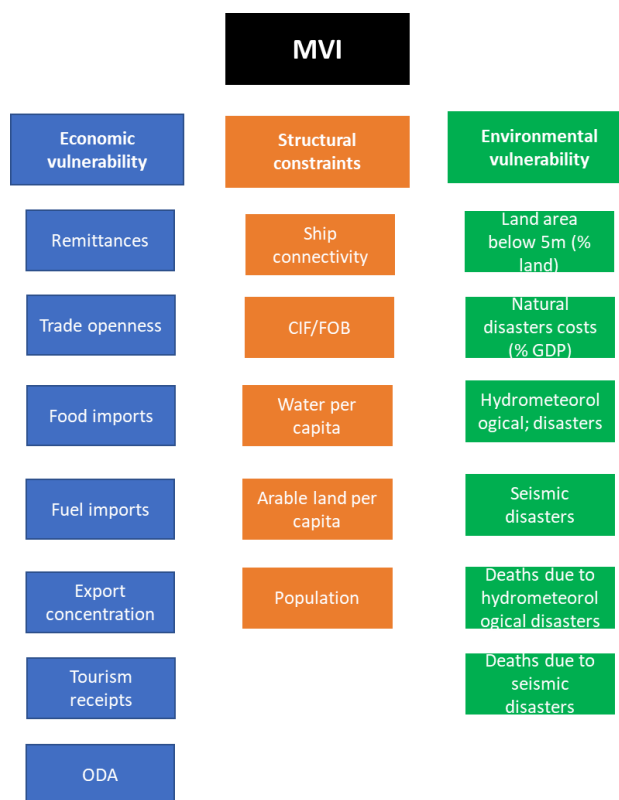 MVI
Economic
vulnerability
Remittances
Trade openness
Food imports
Fuel imports
Export
concentration
Tourism
receipts
ODA
Structural
constraints
Ship
connectivity
CIF/FOB
Water per
capita
Arable land per
capita
Population
Environmental
vulnerability
Land area
below 5m (%
land)
Natural
disasters costs
(% GDP)
Hydrometeorol
ogical; disasters
Seismic
disasters
Deaths due to
hydrometeorol
ogical disasters
Deaths due to
seismic
disasters